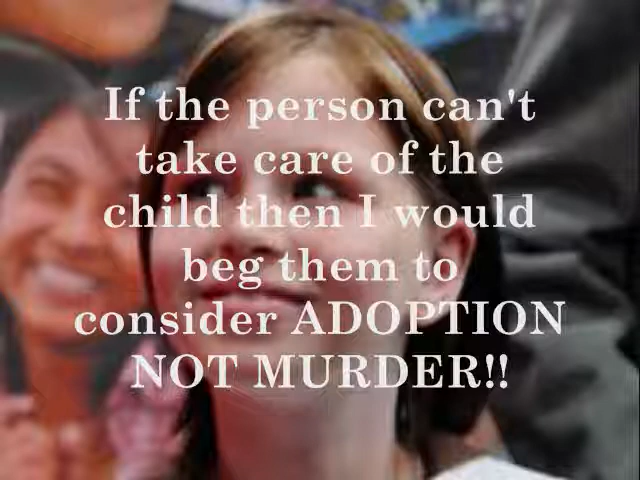 If the person can't
take care of the
child then I would
beg them to
consider ADOPTION
NOT MURDER!!